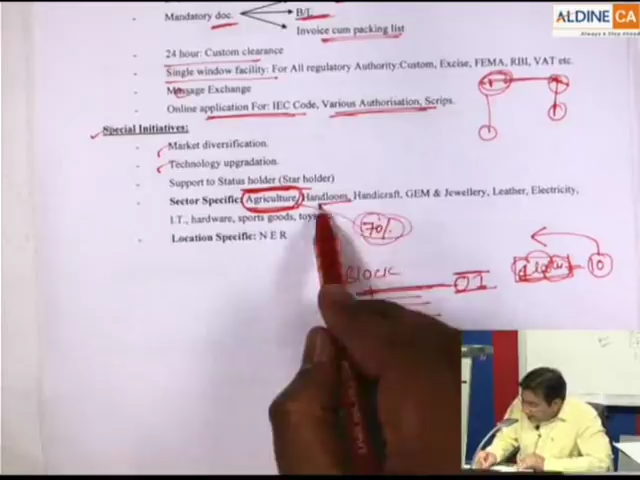 ALDINE CA
Always a Step Ahead
Mandatory doc.
B/L
Invoice cum packing list
24 hour: Custom clearance
Single window facility: For All regulatory Authority:Custom, Excise, FEMA, RBI, VAT etc.
Message Exchange
Online application For: IEC Code, Various Authorisation, Scrips.
Special Initiatives:
Market diversification.
Technology upgradation.
Support to Status holder (Star holder)
Sector Specific: Agriculture, Handloom, Handicraft, GEM & Jewellery, Leather, Electricity,
I.T., hardware, sports goods, toys
70%
Location Specific: N E R
Block
01
10